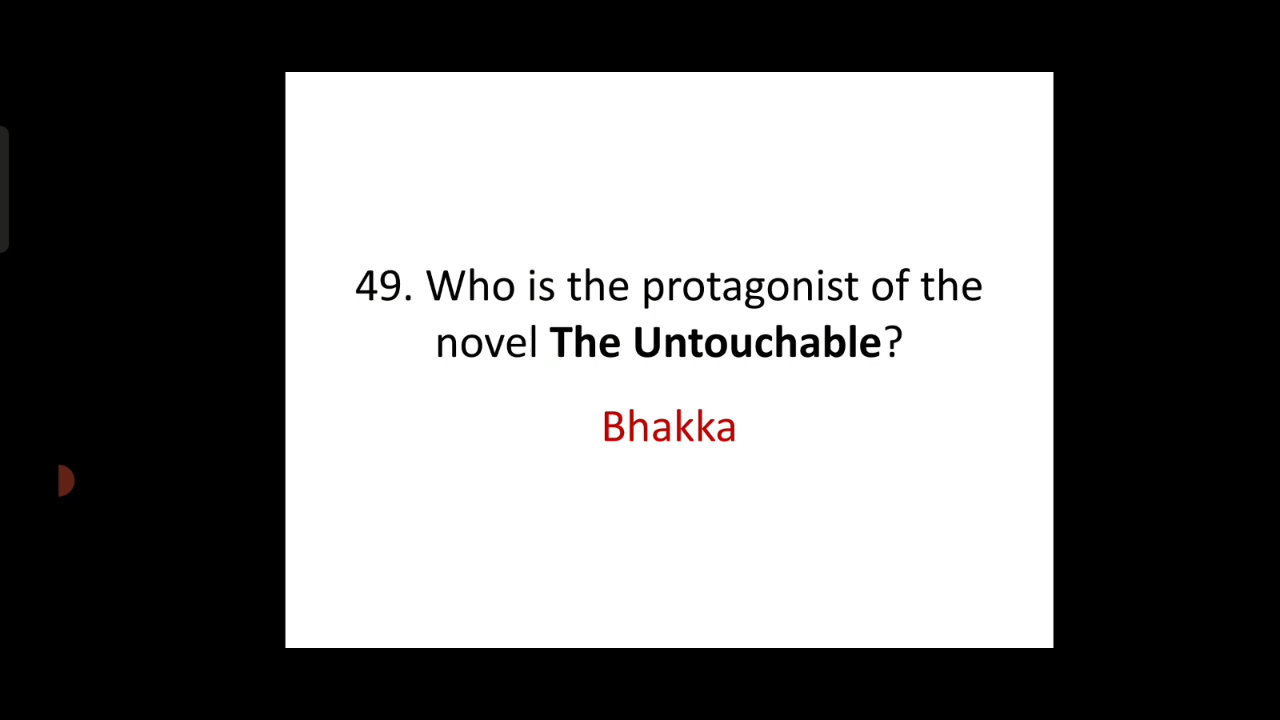 49. Who is the protagonist of the
novel The Untouchable?
Bhakka